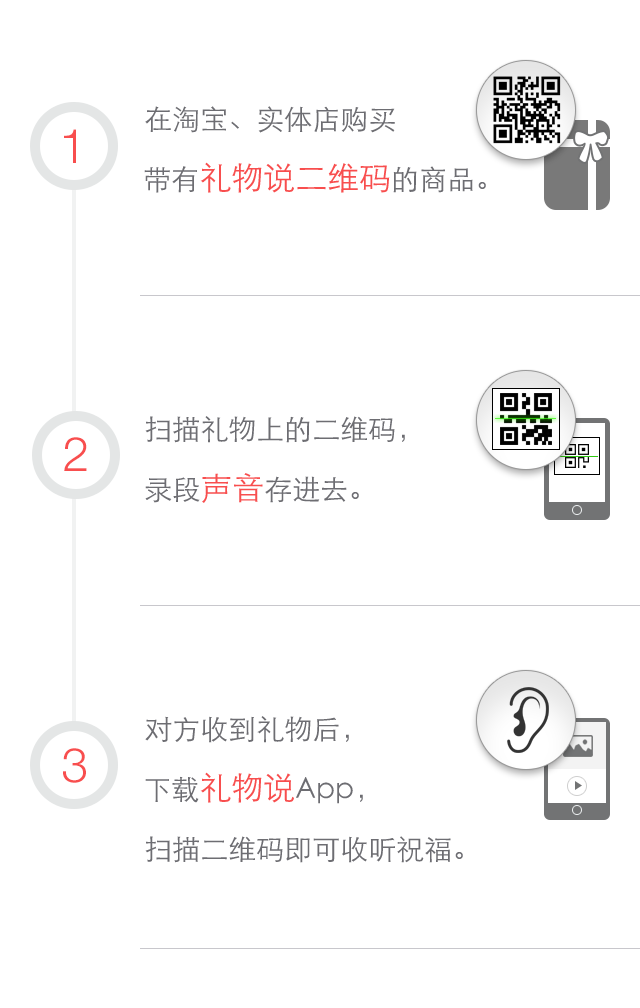 1
在淘宝、实体店购买
带有礼物说二维码的商品。
2
扫描礼物上的二维码，
录段声音存进去。
3
对方收到礼物后，
下载礼物说App，
扫描二维码即可收听祝福。